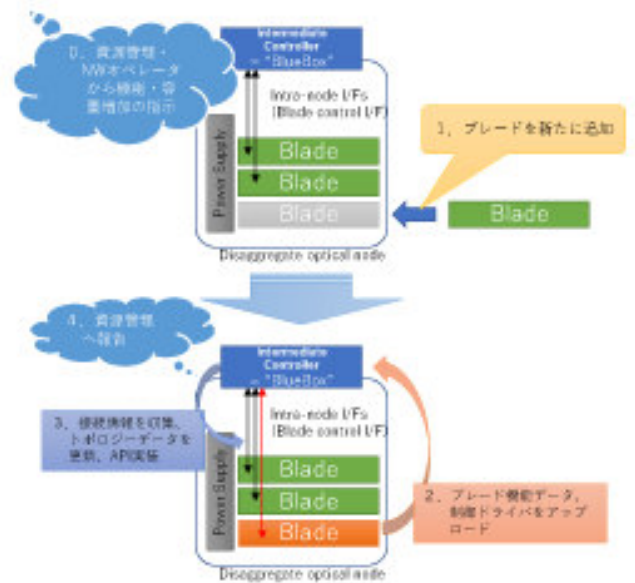 0、資源管理・
NWオペレータ
から種別・容
量増加の指示
Intermediate
Controller
= "BlueBox"
Intra-node I/Fs
(Blade control I/F)
Power Supply
Blade
Blade
Blade
1、ブレードを新たに追加
Blade
Disaggregate optical node
4、資源管理
へ報告
Intermediate
Controller
= "BlueBox"
3、接続情報を収集、
トポロジーデータを
更新、API実装
Intra-node I/Fs
(Blade control I/F)
Power Supply
Blade
Blade
Blade
2、ブレード機能データ、
制御ドライバをアップ
ロード
Disaggregate optical node